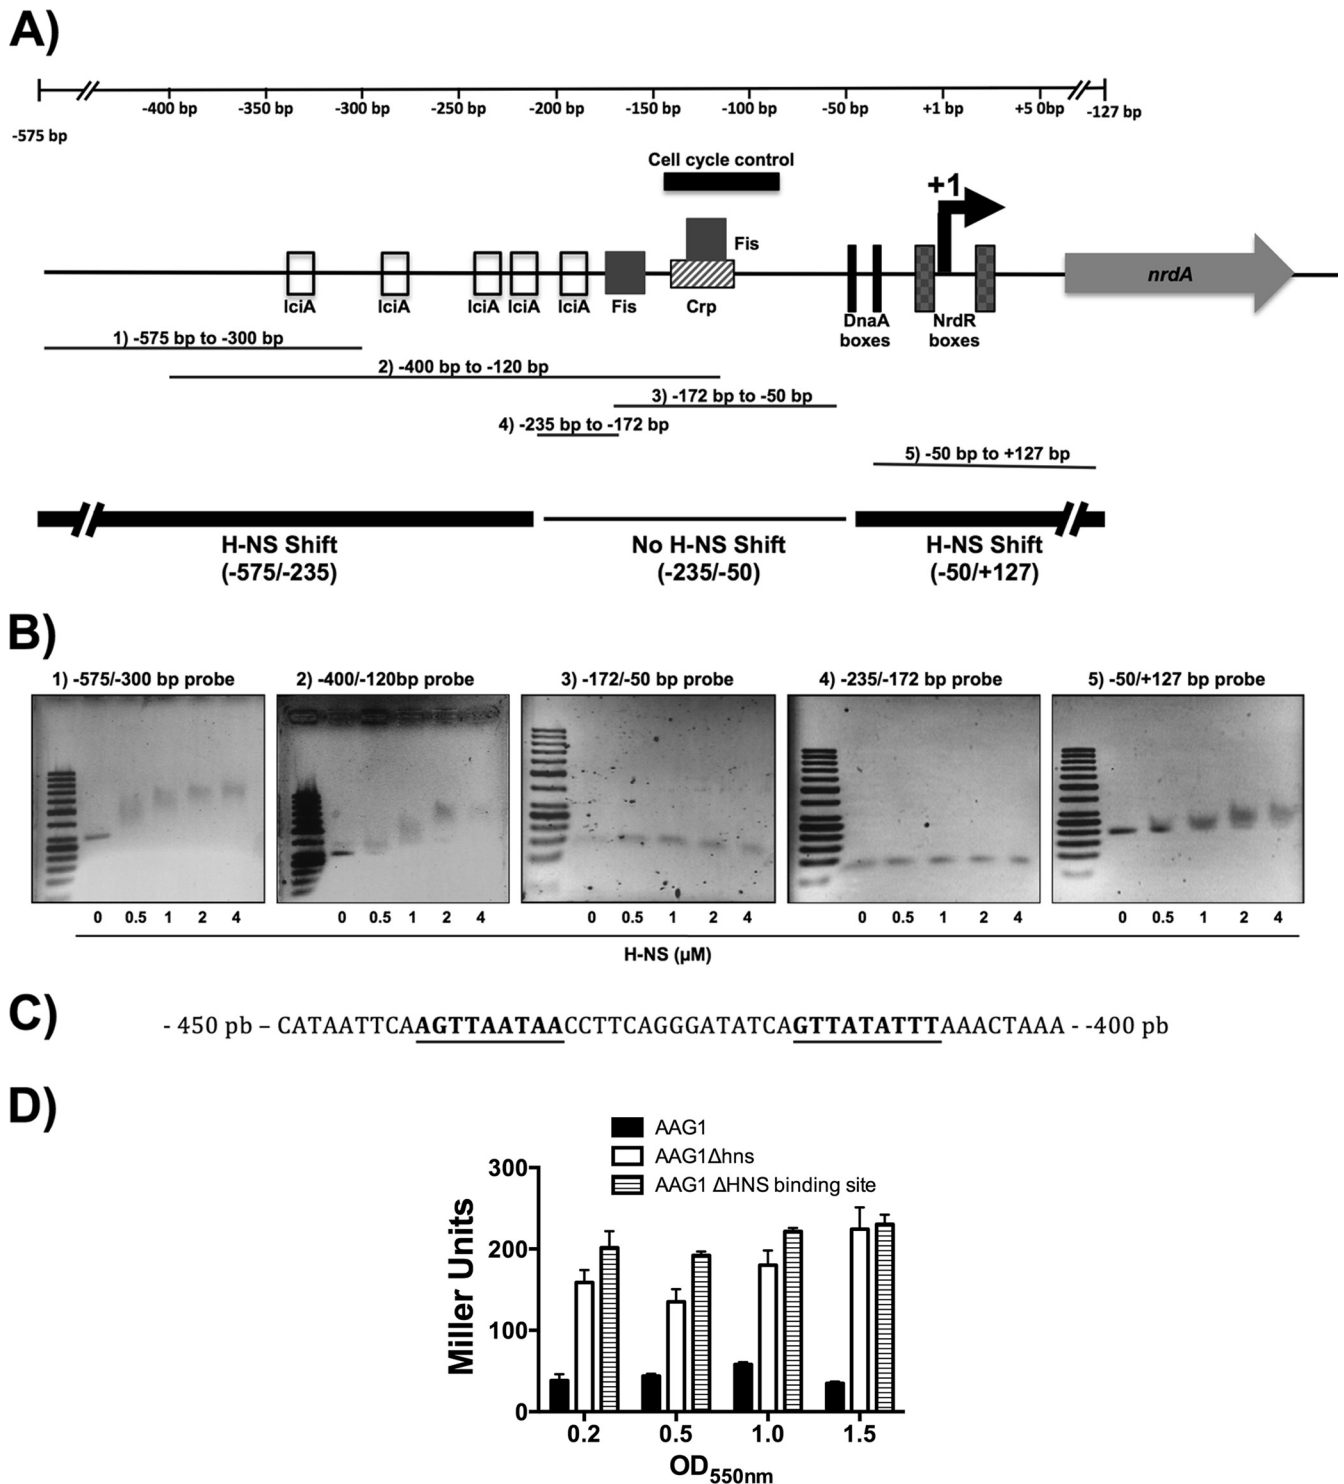 A)
-400 bp -350 bp -300 bp -200 bp -150 bp -100 bp -50 bp +1 bp +5 0bp -127 bp
-575 bp
Cell cycle control
+1
Fis
nrdA
IciA IciA IciA IciA IciA Fis Crp
DnaA boxes
NrdR boxes
1) -575 bp to -300 bp
2) -400 bp to -120 bp
3) -172 bp to -50 bp
4) -235 bp to -172 bp
5) -50 bp to +127 bp
H-NS Shift
(-575/-235)
No H-NS Shift
(-235/-50)
H-NS Shift
(-50/+127)
B)
1) -575/-300 bp probe
2) -400/-120bp probe
3) -172/-50 bp probe
4) -235/-172 bp probe
5) -50/+127 bp probe
0 0.5 1 2 4
0 0.5 1 2 4
0 0.5 1 2 4
0 0.5 1 2 4
0 0.5 1 2 4
H-NS (µM)
C)
- 450 pb – CATAATTCAAGTTAATAACCTTCAGGGATATCAGTTATATTTAAACTAAA - -400 pb
D)
AAG1
AAG1Δhns
AAG1 ΔHNS binding site
300
200
100
0
Miller Units
0.2 0.5 1.0 1.5
OD550nm